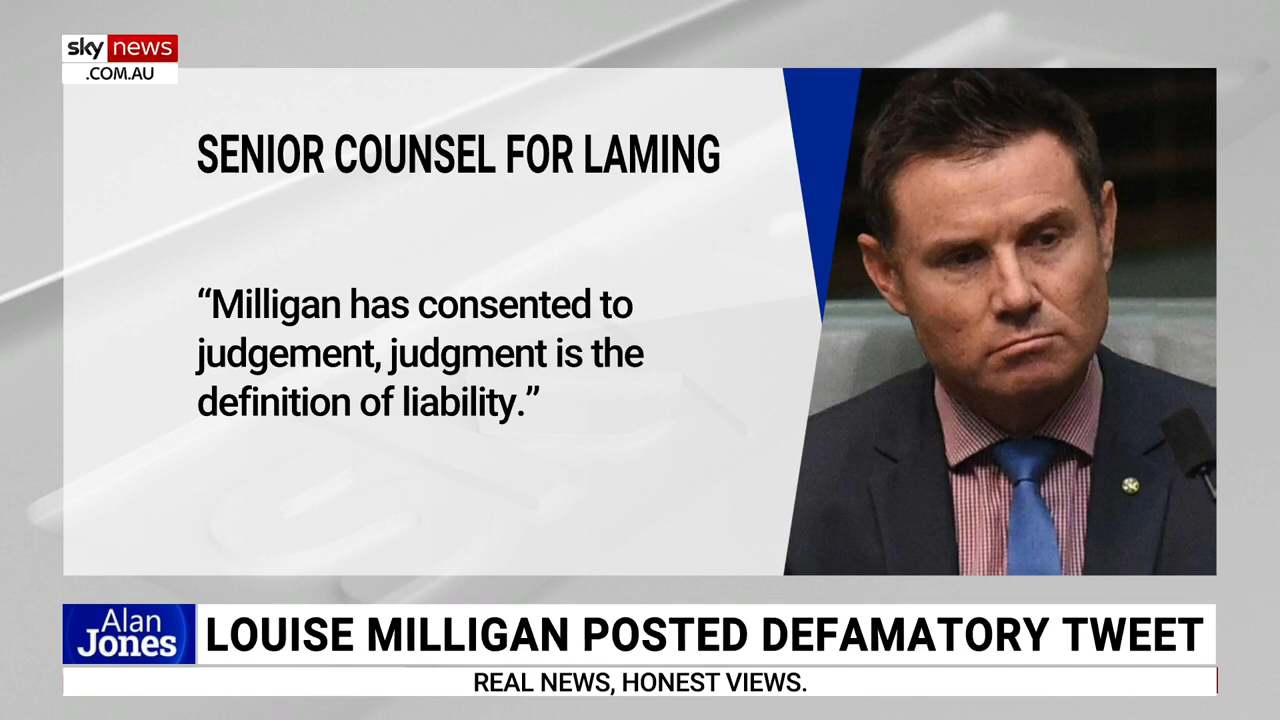 sky news
.COM.AU
SENIOR COUNSEL FOR LAMING
“Milligan has consented to
judgement, judgment is the
definition of liability.”
Alan
Jones
LOUISE MILLIGAN POSTED DEFAMATORY TWEET
REAL NEWS, HONEST VIEWS.